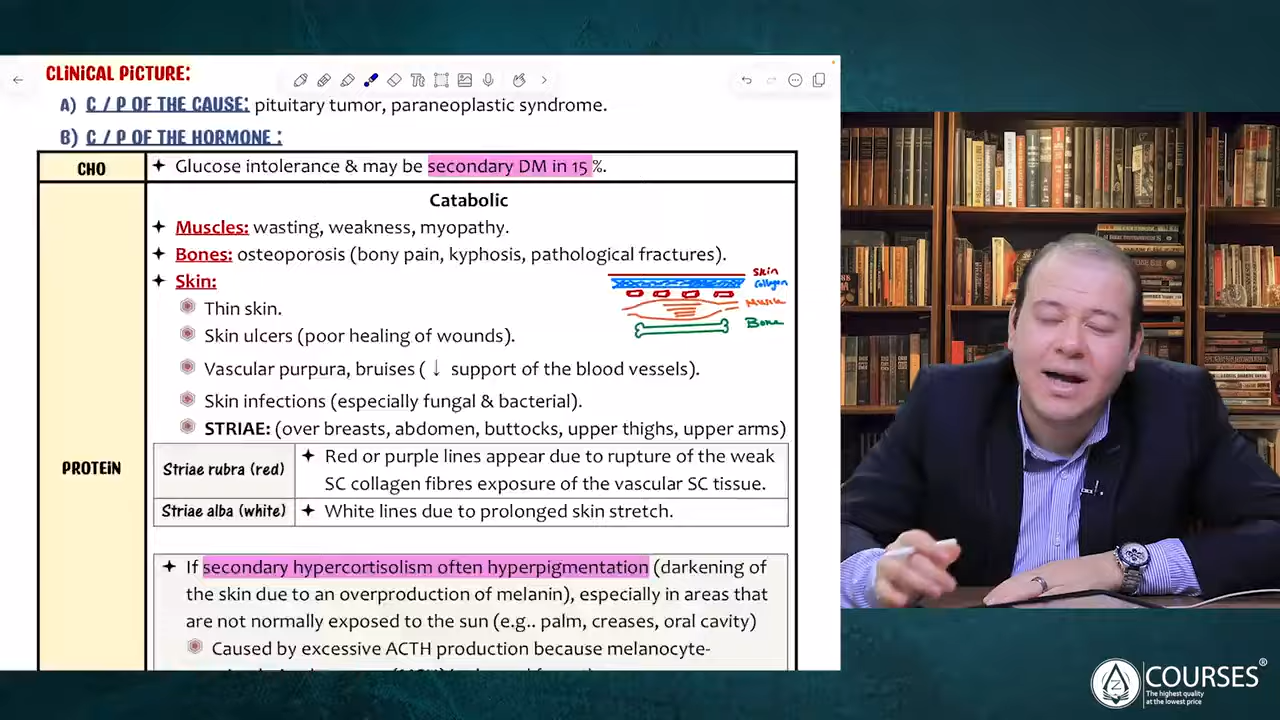 CLINICAL PICTURE:
A) C / P OF THE CAUSE: pituitary tumor, paraneoplastic syndrome.
B) C / P OF THE HORMONE :
CHO
✦ Glucose intolerance & may be secondary DM in 15 %.
PROTEIN
Catabolic
✦ Muscles: wasting, weakness, myopathy.
✦ Bones: osteoporosis (bony pain, kyphosis, pathological fractures).
✦ Skin:
Thin skin.
Skin ulcers (poor healing of wounds).
Vascular purpura, bruises ( ↓ support of the blood vessels).
Skin infections (especially fungal & bacterial).
STRIAE: (over breasts, abdomen, buttocks, upper thighs, upper arms)
Skin
Collagen
Muscle
Bone
Striae rubra (red)
✦ Red or purple lines appear due to rupture of the weak
SC collagen fibres exposure of the vascular SC tissue.
Striae alba (white)
✦ White lines due to prolonged skin stretch.
✦ If secondary hypercortisolism often hyperpigmentation (darkening of
the skin due to an overproduction of melanin), especially in areas that
are not normally exposed to the sun (e.g.. palm, creases, oral cavity)
Caused by excessive ACTH production because melanocyte-
Tt
Z
COURSES®
The highest quality
at the lowest price